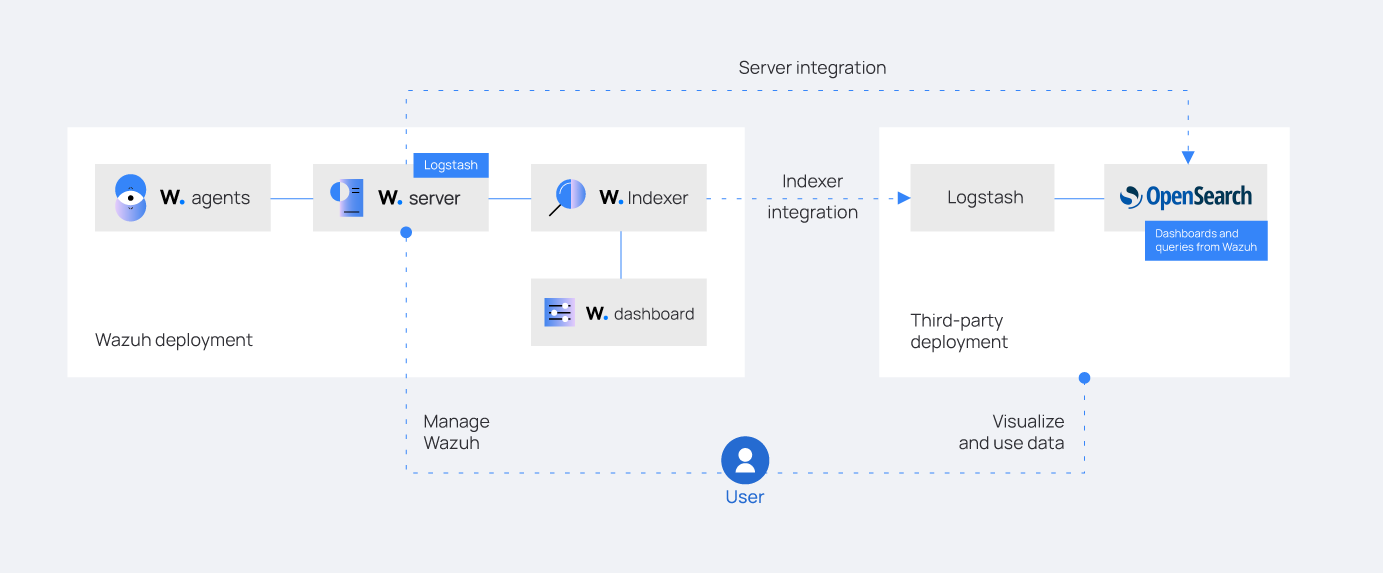 Server integration
Logstash
W. agents
W. server
W. Indexer
Indexer
integration
Logstash
OpenSearch
Dashboards and
queries from Wazuh
W. dashboard
Wazuh deployment
Third-party
deployment
Manage
Wazuh
Visualize
and use data
User